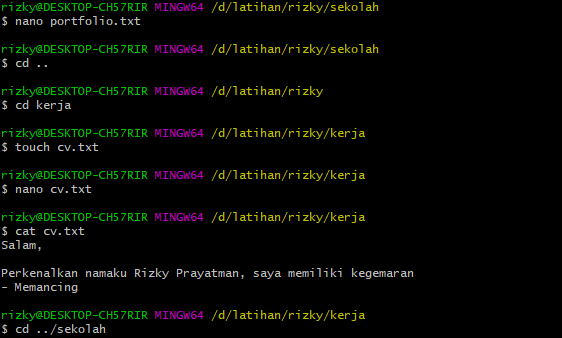 rizky@DESKTOP-CH57RIR MINGW64 /d/latihan/rizky/sekolah
$ nano portfolio.txt
rizky@DESKTOP-CH57RIR MINGW64 /d/latihan/rizky/sekolah
$ cd ..
rizky@DESKTOP-CH57RIR MINGW64 /d/latihan/rizky
$ cd kerja
rizky@DESKTOP-CH57RIR MINGW64 /d/latihan/rizky/kerja
$ touch cv.txt
rizky@DESKTOP-CH57RIR MINGW64 /d/latihan/rizky/kerja
$ nano cv.txt
rizky@DESKTOP-CH57RIR MINGW64 /d/latihan/rizky/kerja
$ cat cv.txt
Salam,
Perkenalkan namaku Rizky Prayatman, saya memiliki kegemaran
- Memancing
rizky@DESKTOP-CH57RIR MINGW64 /d/latihan/rizky/kerja
$ cd ../sekolah